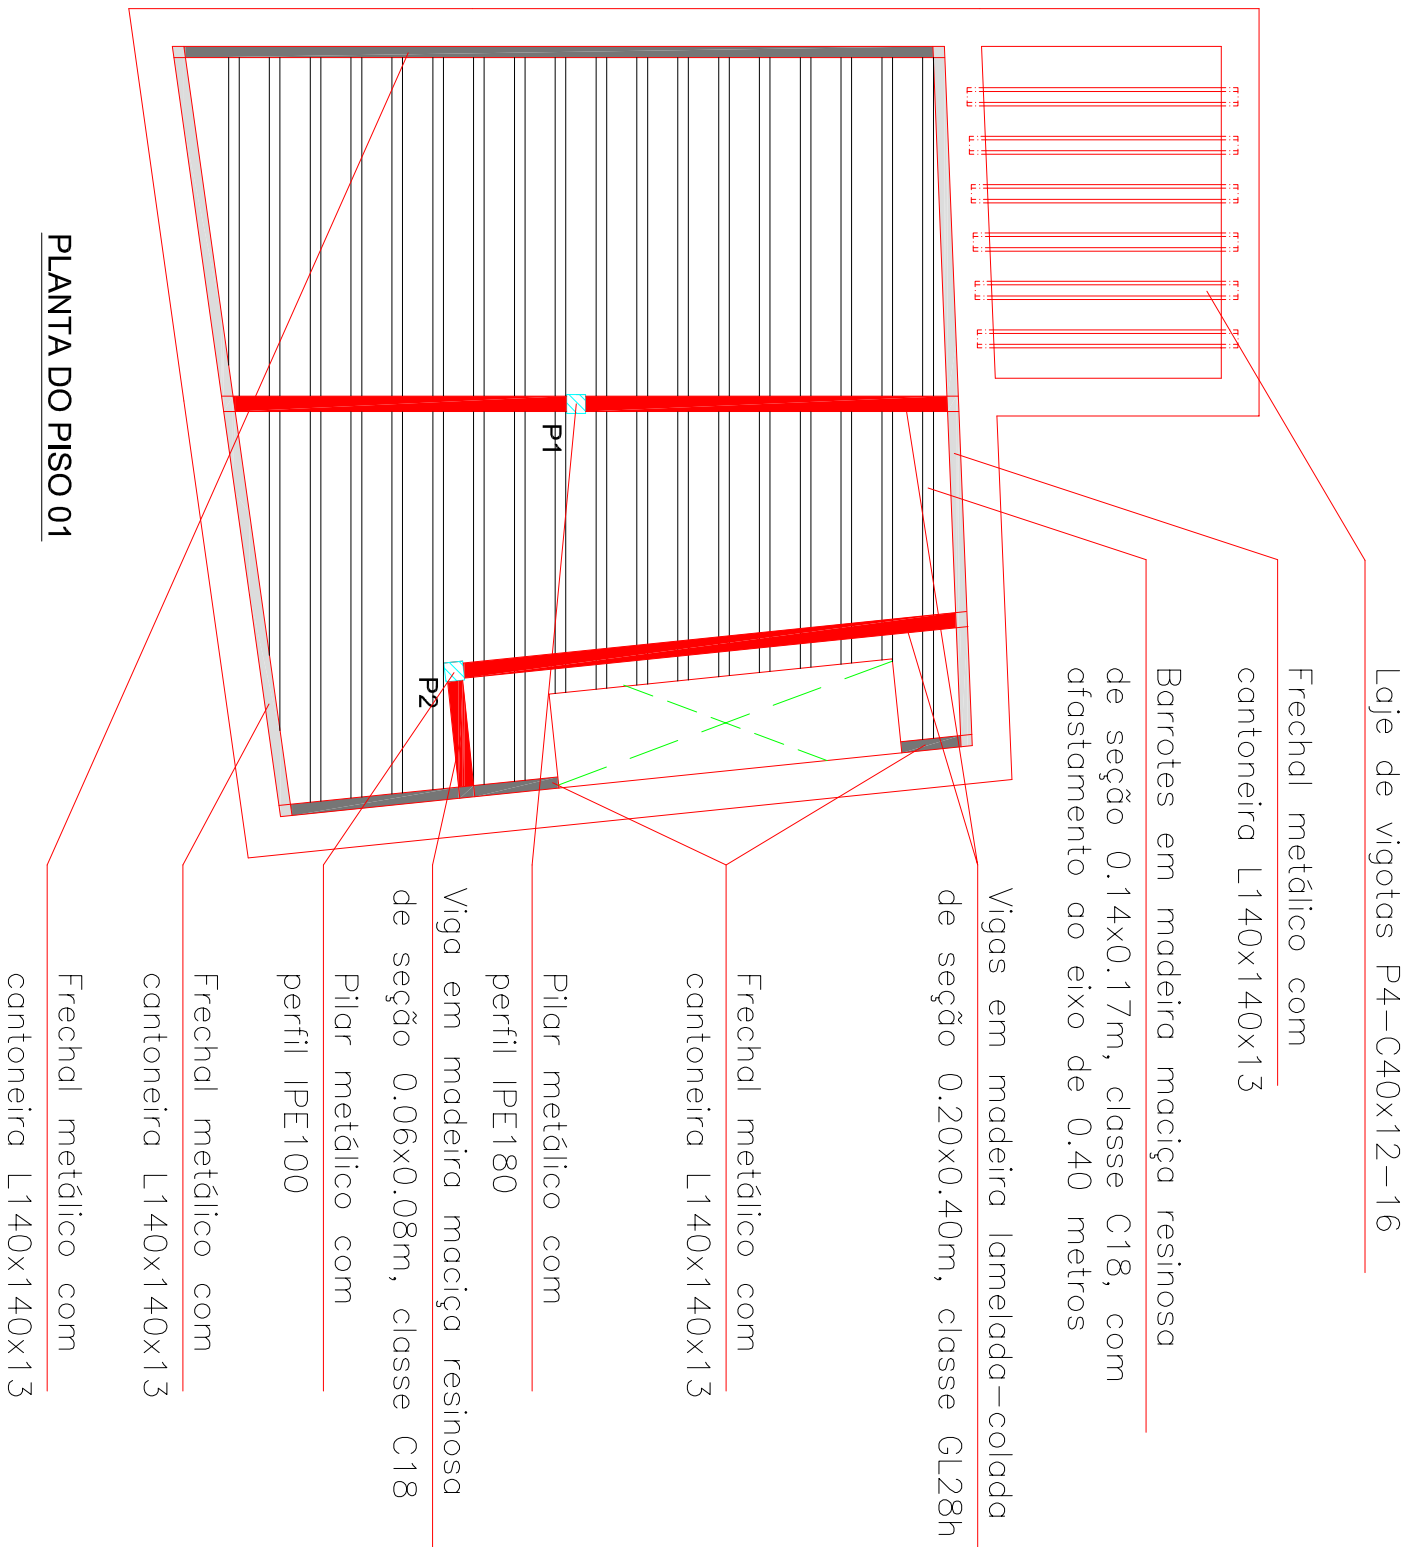 Laje de vigotas P4-C40x12-16
Frechal metálico com
cantoneira L140x140x13
Barrotes em madeira maciça resinosa
de seção 0.14x0.17m, classe C18, com
afastamento ao eixo de 0.40 metros
Vigas em madeira lamelada-colada
de seção 0.20x0.40m, classe GL28h
Frechal metálico com
cantoneira L140x140x13
Pilar metálico com
perfil IPE180
Viga em madeira maciça resinosa
de seção 0.06x0.08m, classe C18
Pilar metálico com
perfil IPE100
Frechal metálico com
cantoneira L140x140x13
Frechal metálico com
cantoneira L140x140x13
P1
P2
PLANTA DO PISO 01